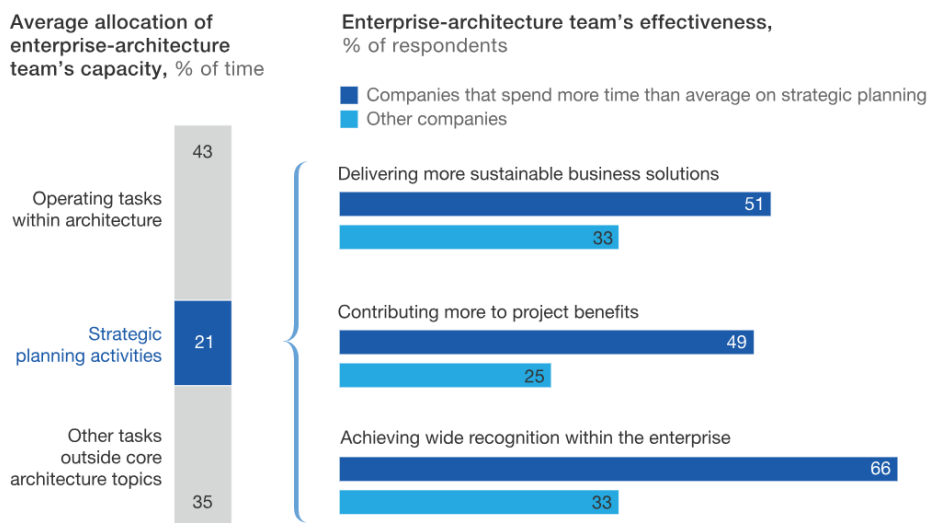 Average allocation of
enterprise-architecture
team's capacity, % of time
43
Operating tasks
within architecture
Strategic
planning activities
21
Other tasks
outside core
architecture topics
35
Enterprise-architecture team's effectiveness,
% of respondents
Companies that spend more time than average on strategic planning
Other companies
Delivering more sustainable business solutions
51
33
Contributing more to project benefits
49
25
Achieving wide recognition within the enterprise
66
33